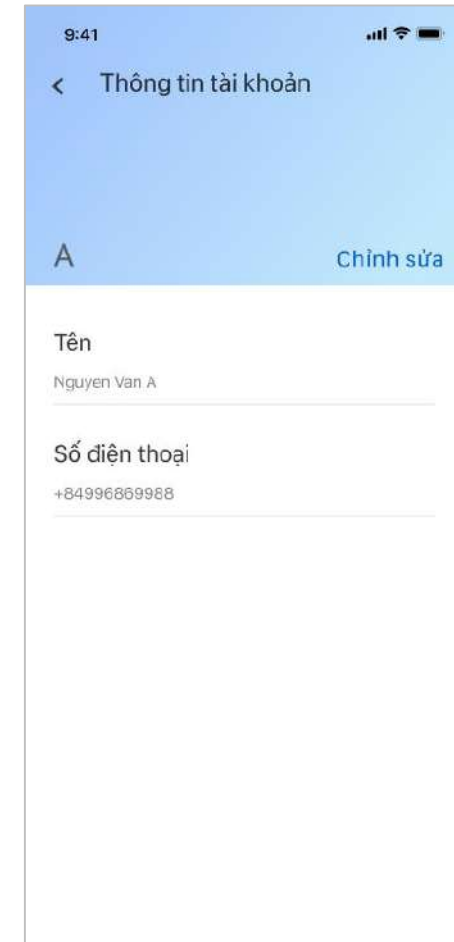 9:41
< Thông tin tài khoản
A
Chỉnh sửa
Tên
Nguyen Van A
Số điện thoại
+84996869988